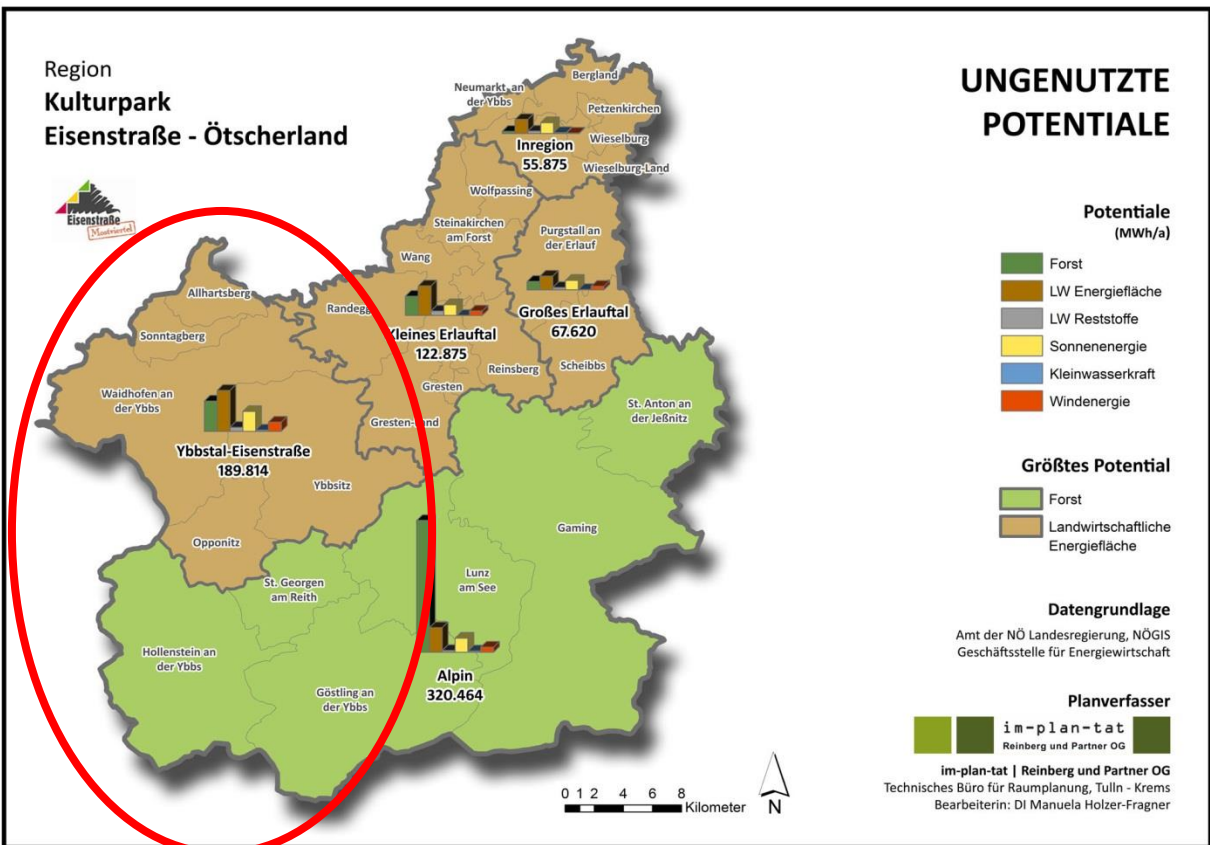 Region
Kulturpark
Eisenstraße - Ötscherland
Eisenstraße
Mostviertel
UNGENUTZTE
POTENTIALE
Potentiale
(MWh/a)
Forst
LW Energiefläche
LW Reststoffe
Sonnenenergie
Kleinwasserkraft
Windenergie
Größtes Potential
Forst
Landwirtschaftliche
Energiefläche
Datengrundlage
Amt der NÖ Landesregierung, NÖGIS
Geschäftsstelle für Energiewirtschaft
Planverfasser
im-plan-tat
Reinberg und Partner OG
im-plan-tat | Reinberg und Partner OG
Technisches Büro für Raumplanung, Tulln - Krems
Bearbeiterin: DI Manuela Holzer-Fragner
Bergland
Neumarkt an
der Ybbs
Petzenkirchen
Wieselburg
Inregion
55.875
Wieselburg-Land
Wolfpassing
Steinakirchen
am Forst
Purgstall an
der Erlauf
Wang
Allhartsberg
Randegg
Großes Erlauftal
67.620
Kleines Erlauftal
122.875
Sonntagberg
Scheibbs
Reinsberg
Gresten
Waidhofen an
der Ybbs
Gresten-Land
St. Anton an
der Jeßnitz
Ybbstal-Eisenstraße
189.814
Ybbsitz
Gaming
Opponitz
St. Georgen
am Reith
Lunz
am See
Hollenstein an
der Ybbs
Göstling an
der Ybbs
Alpin
320.464
0 1 2 4 6 8
Kilometer
N